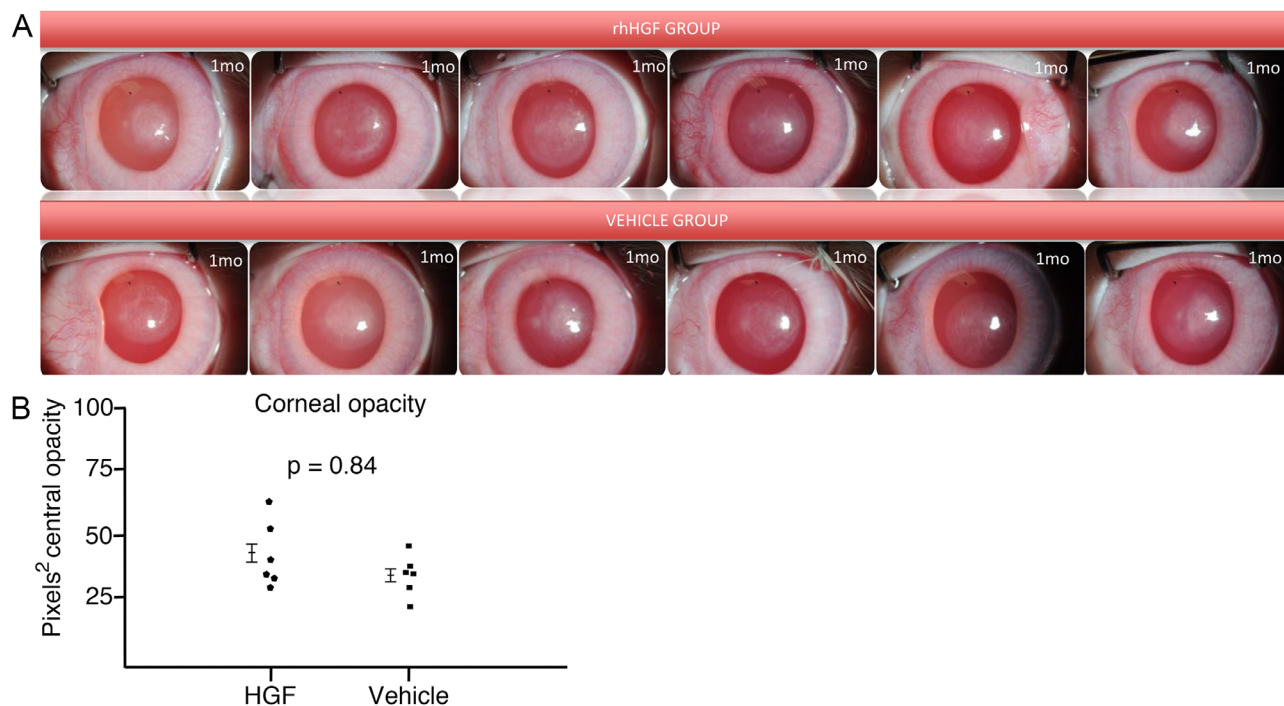 A
rhHGF GROUP
1mo 1mo 1mo 1mo 1mo 1mo
VEHICLE GROUP
1mo 1mo 1mo 1mo 1mo 1mo
B
Corneal opacity
p = 0.84
Pixels² central opacity
100
75
50
25
HGF Vehicle